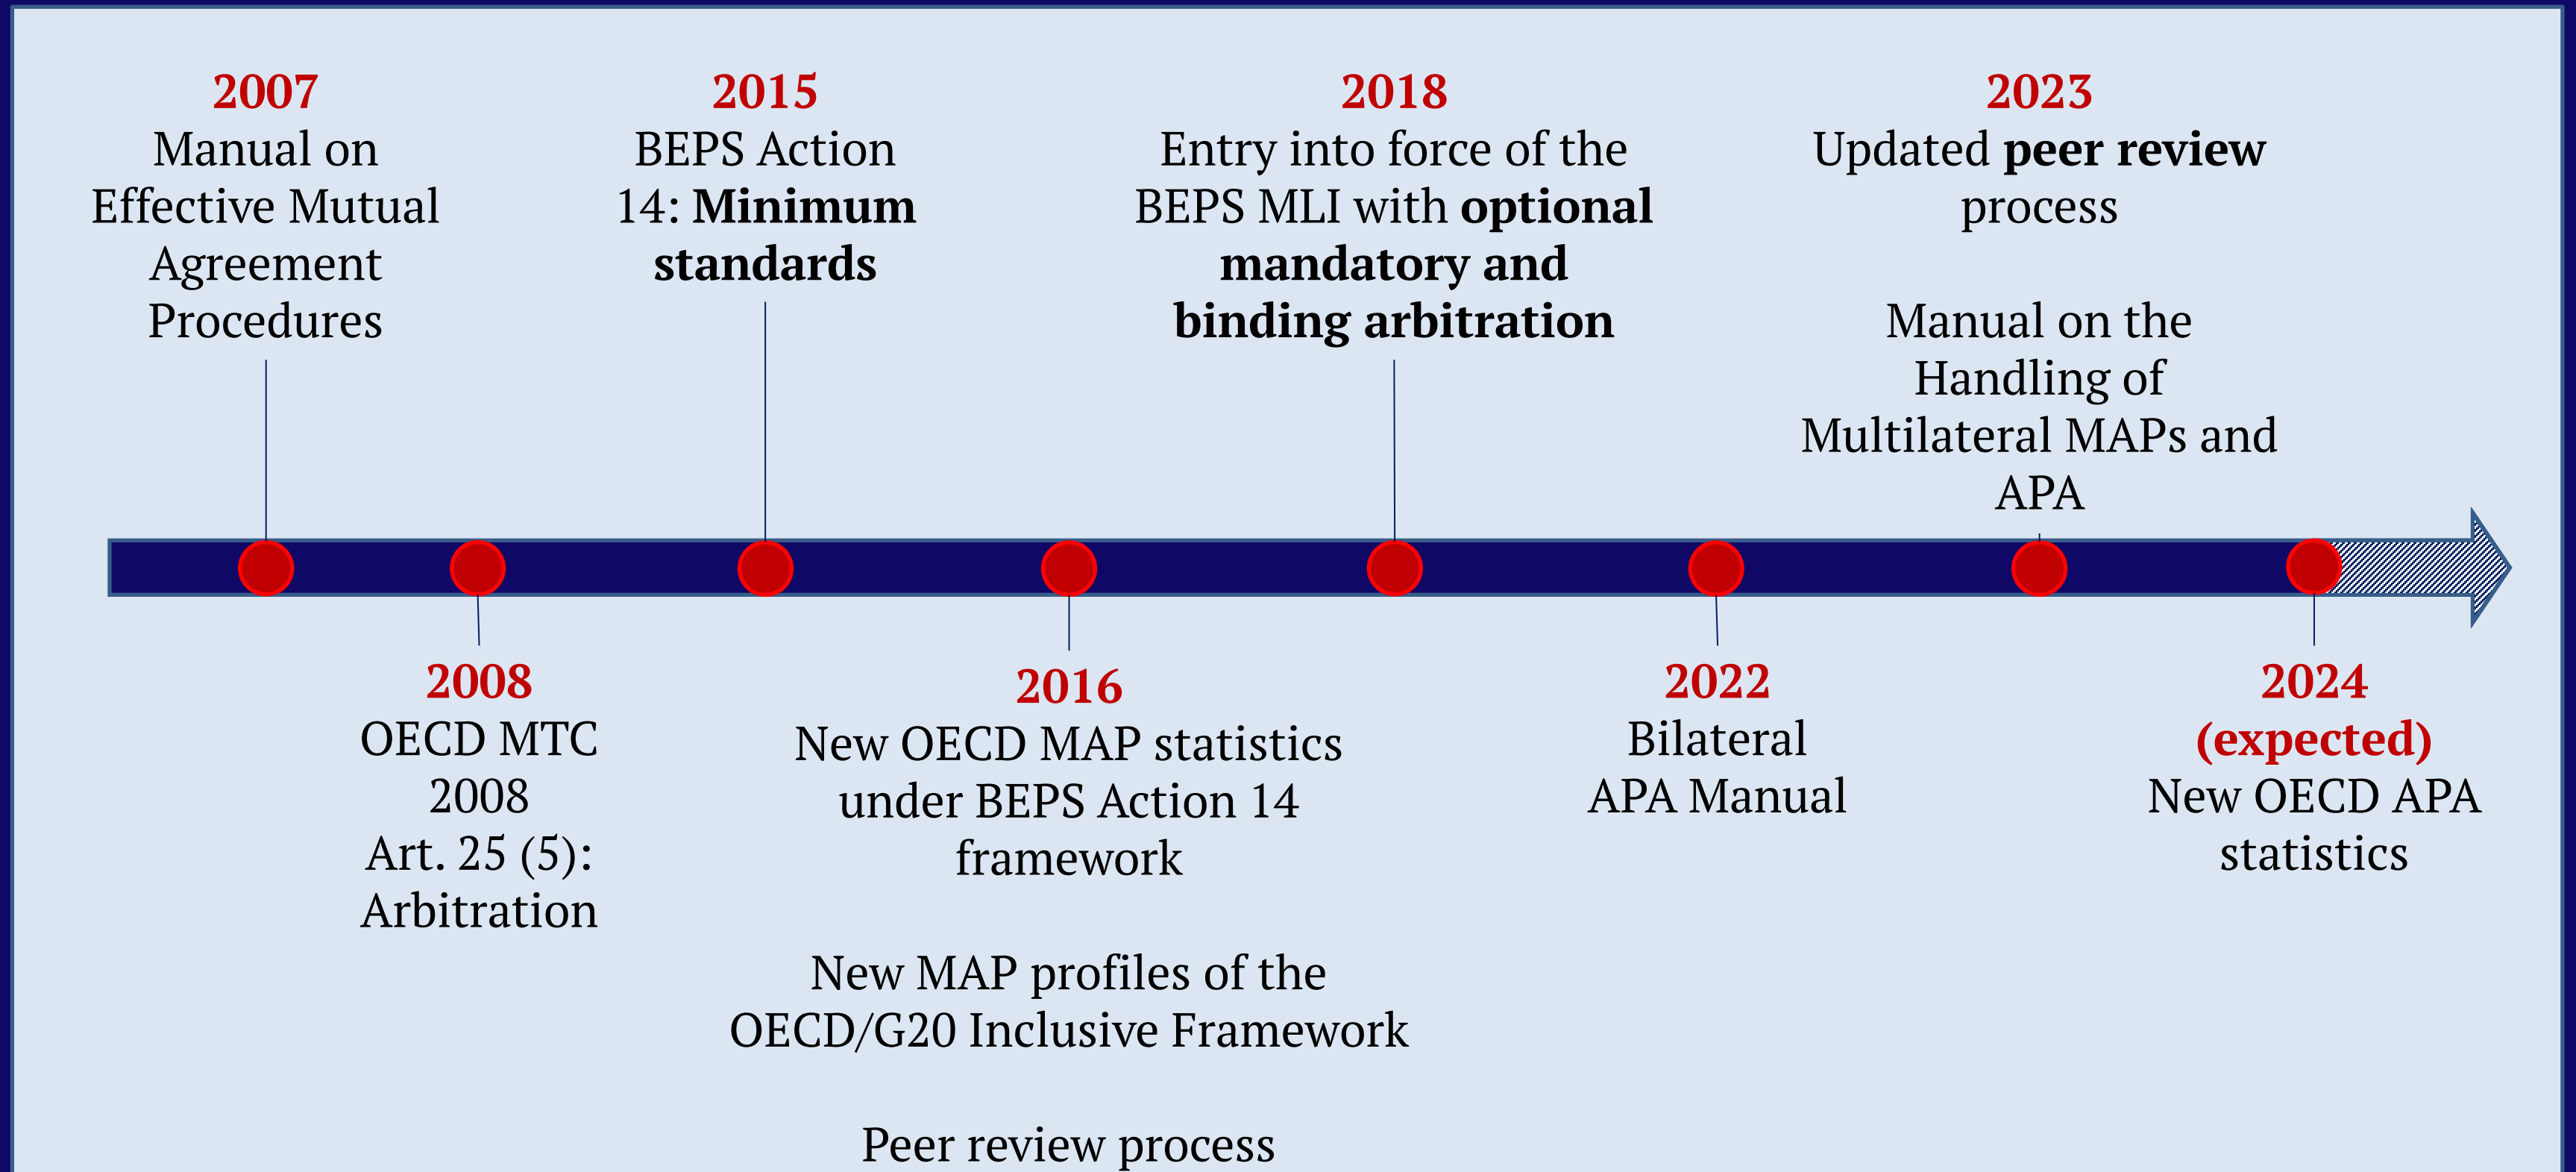 2007
Manual on
Effective Mutual
Agreement
Procedures
2015
BEPS Action
14: Minimum
standards
2018
Entry into force of the
BEPS MLI with optional
mandatory and
binding arbitration
2023
Updated peer review
process
Manual on the
Handling of
Multilateral MAPs and
APA
2008
OECD MTC
2008
Art. 25 (5):
Arbitration
2016
New OECD MAP statistics
under BEPS Action 14
framework
New MAP profiles of the
OECD/G20 Inclusive Framework
Peer review process
2022
Bilateral
APA Manual
2024
(expected)
New OECD APA
statistics